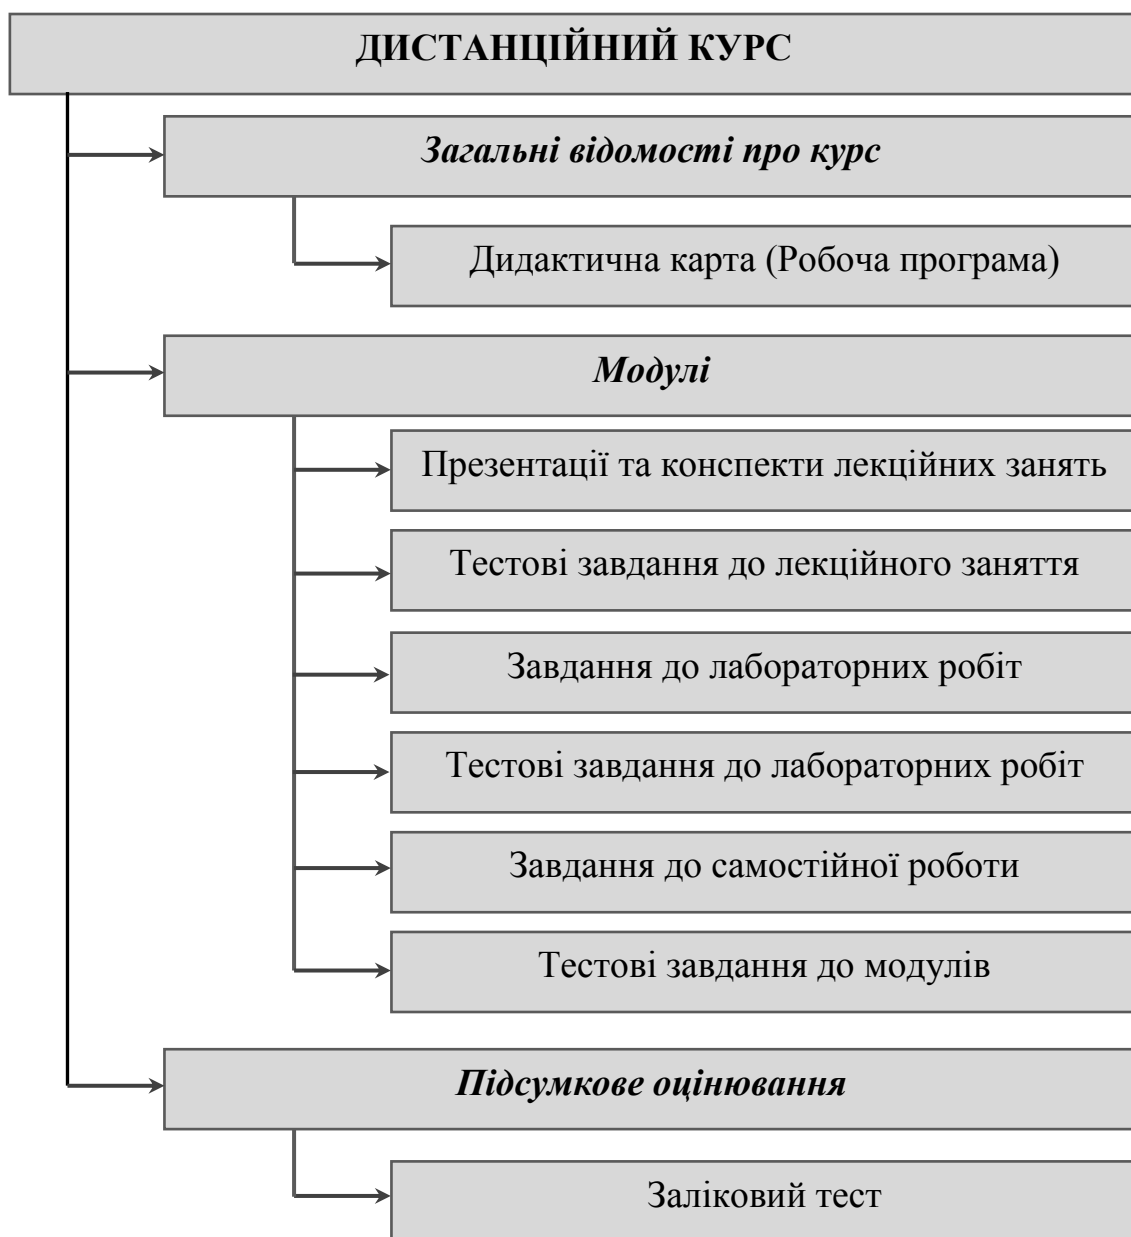 ДИСТАНЦІЙНИЙ КУРС
Загальні відомості про курс
Дидактична карта (Робоча програма)
Модулі
Презентації та конспекти лекційних занять
Тестові завдання до лекційного заняття
Завдання до лабораторних робіт
Тестові завдання до лабораторних робіт
Завдання до самостійної роботи
Тестові завдання до модулів
Підсумкове оцінювання
Заліковий тест